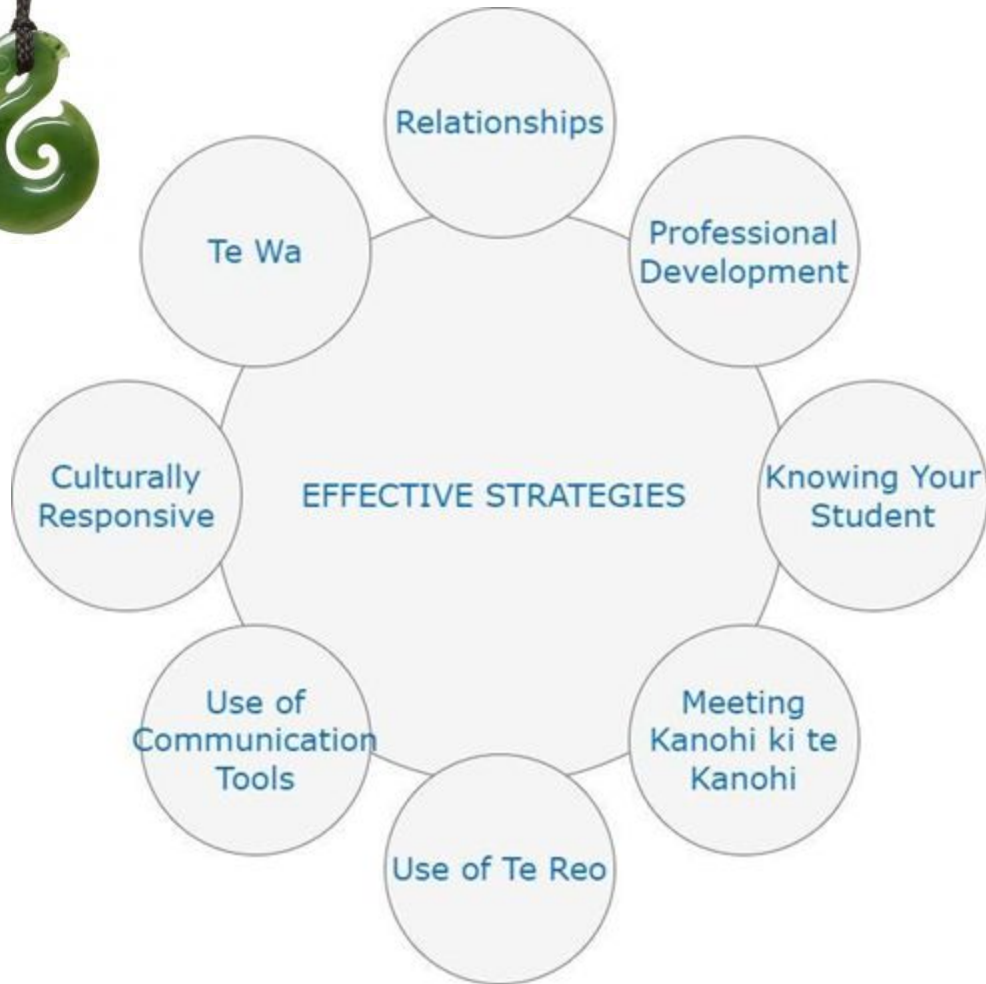 Relationships
Professional
Development
Knowing Your
Student
Meeting
Kanohi ki te
Kanohi
Use of Te Reo
Use of
Communication
Tools
Culturally
Responsive
Te Wa
EFFECTIVE STRATEGIES